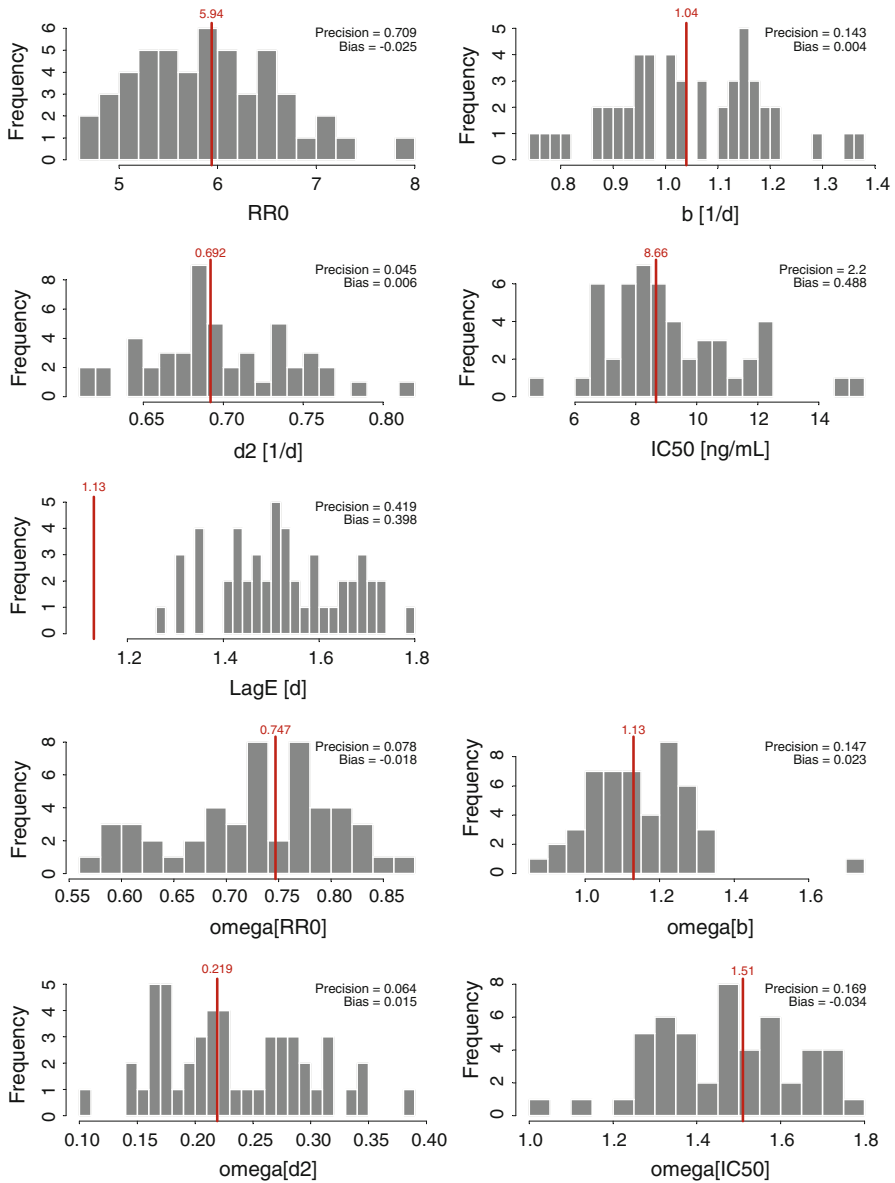 5.94
Precision = 0.709
Bias = -0.025
Frequency
0 1 2 3 4 5 6
5 6 7 8
RR0
1.04
Precision = 0.143
Bias = 0.004
Frequency
0 1 2 3 4 5
0.8 0.9 1.0 1.1 1.2 1.3 1.4
b [1/d]
0.692
Precision = 0.045
Bias = 0.006
Frequency
0 2 4 6 8
0.65 0.70 0.75 0.80
d2 [1/d]
8.66
Precision = 2.2
Bias = 0.488
Frequency
0 2 4 6
6 8 10 12 14
IC50 [ng/mL]
1.13
Precision = 0.419
Bias = 0.398
Frequency
0 1 2 3 4 5
1.2 1.4 1.6 1.8
LagE [d]
0.747
Precision = 0.078
Bias = -0.018
Frequency
0 2 4 6 8
0.55 0.60 0.65 0.70 0.75 0.80 0.85
omega[RR0]
1.13
Precision = 0.147
Bias = 0.023
Frequency
0 2 4 6 8
1.0 1.2 1.4 1.6
omega[b]
0.219
Precision = 0.064
Bias = 0.015
Frequency
0 1 2 3 4 5
0.10 0.15 0.20 0.25 0.30 0.35 0.40
omega[d2]
1.51
Precision = 0.169
Bias = -0.034
Frequency
0 2 4 6 8
1.0 1.2 1.4 1.6 1.8
omega[IC50]